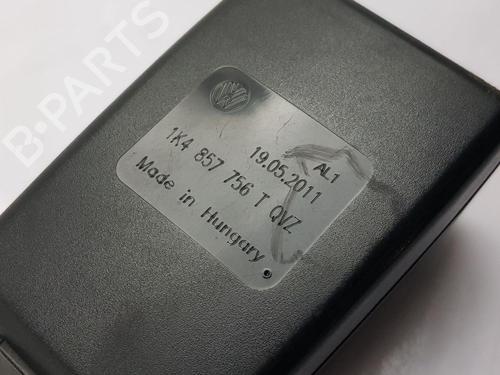 B-PARTS
19.05.2011 AL1
1K4 857 756 T QVZ
Made in Hungary